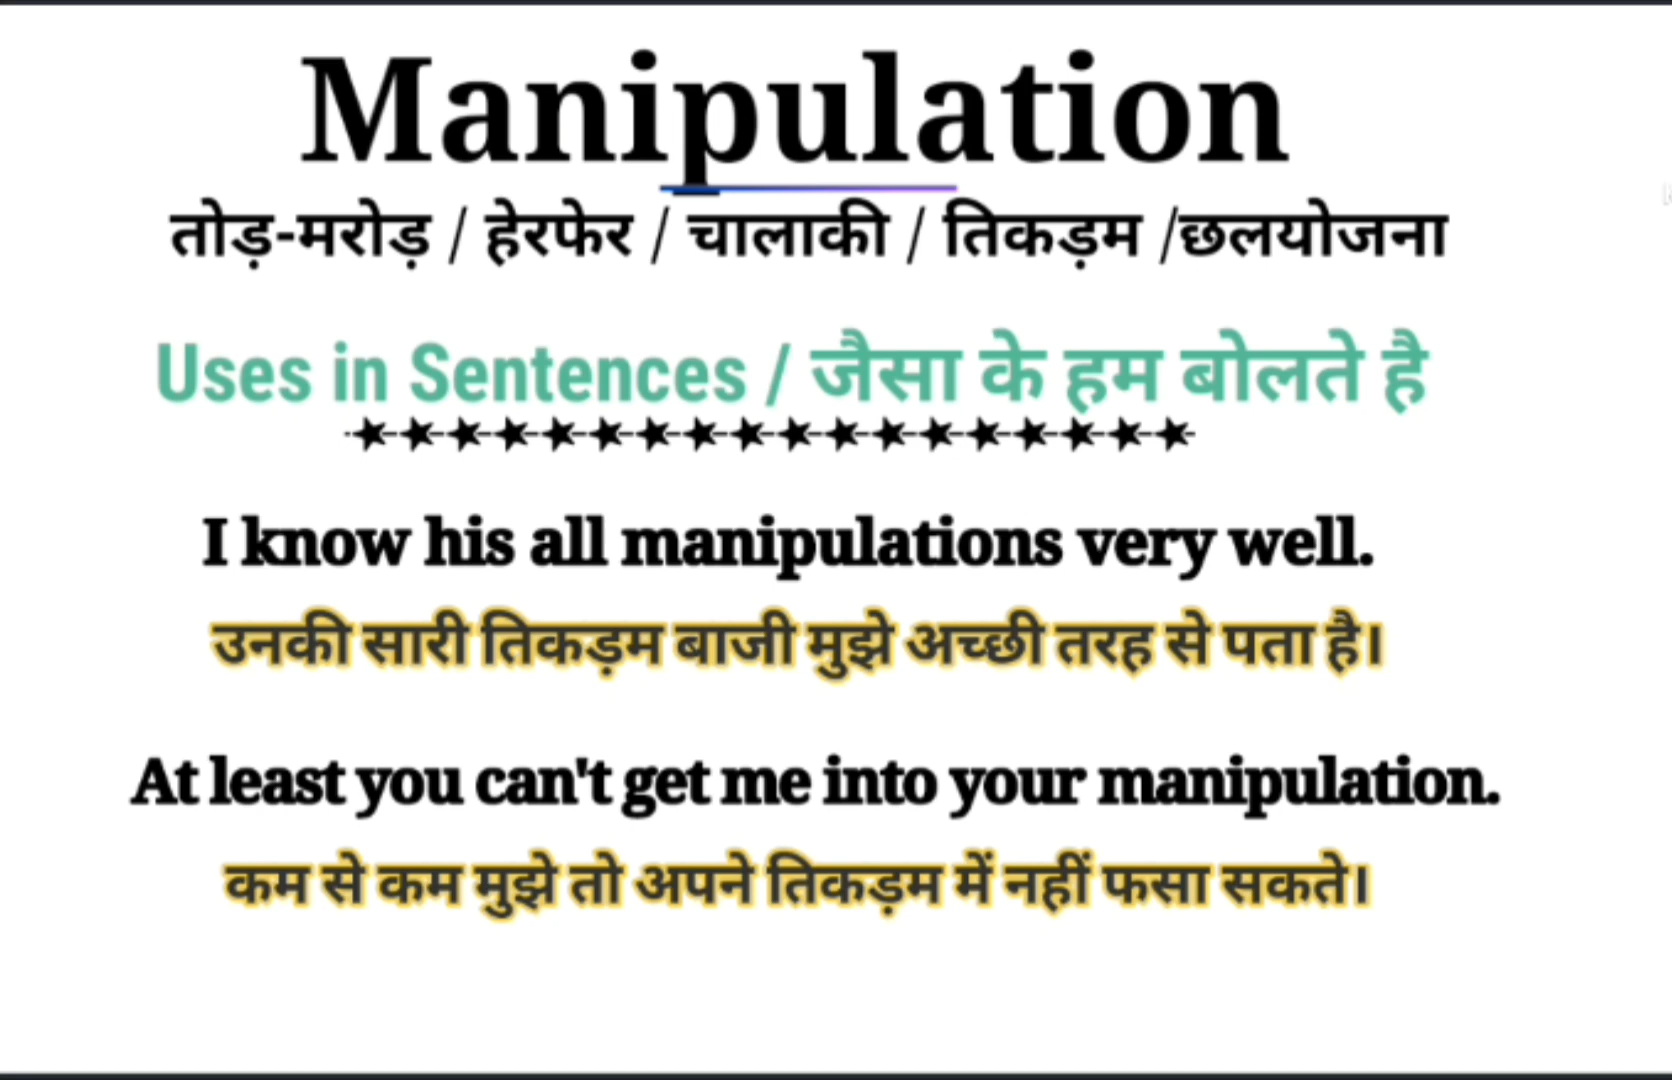 Manipulation
तोड़-मरोड़ / हेरफेर / चालाकी / तिकड़म /छलयोजना
Uses in Sentences / जैसा के हम बोलते है
I know his all manipulations very well.
उनकी सारी तिकड़म बाजी मुझे अच्छी तरह से पता है।
At least you can't get me into your manipulation.
कम से कम मुझे तो अपने तिकड़म में नहीं फसा सकते।